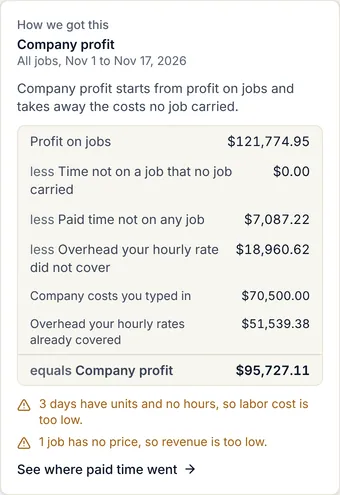 How we got this
Company profit
All jobs, Nov 1 to Nov 17, 2026
Company profit starts from profit on jobs and
takes away the costs no job carried.
Profit on jobs $121,774.95
less Time not on a job that no job $0.00
carried
less Paid time not on any job $7,087.22
less Overhead your hourly rate $18,960.62
did not cover
Company costs you typed in $70,500.00
Overhead your hourly rates $51,539.38
already covered
equals Company profit $95,727.11
3 days have units and no hours, so labor cost is
too low.
1 job has no price, so revenue is too low.
See where paid time went →